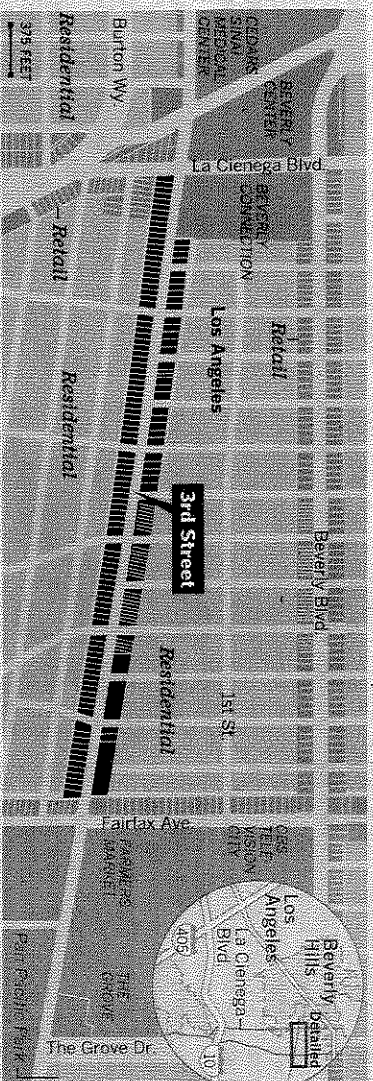 CEDARS
SINAI
MEDICAL
CENTER
BEVERLY
CENTER
Burton Wy.
Residential
375 FEET
La Cienega Blvd.
BEVERLY
CONNECTION
Retail
Retail
Los Angeles
Residential
3rd Street
Beverly Blvd.
Residential
1st St.
Fairfax Ave.
CBS
TELE
VISION
CITY
FARMERS
MARKET
THE
GROVE
The Grove Dr.
Pan Pacific Park
Beverly
Hills
Detailed
Los
Angeles
La Cienega
Blvd
405
10